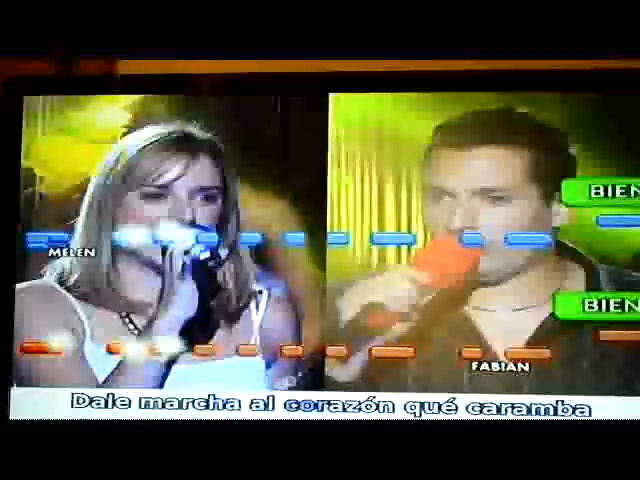 BIEN
MELEN
BIEN
FABIAN
Dale marcha al corazón qué caramba